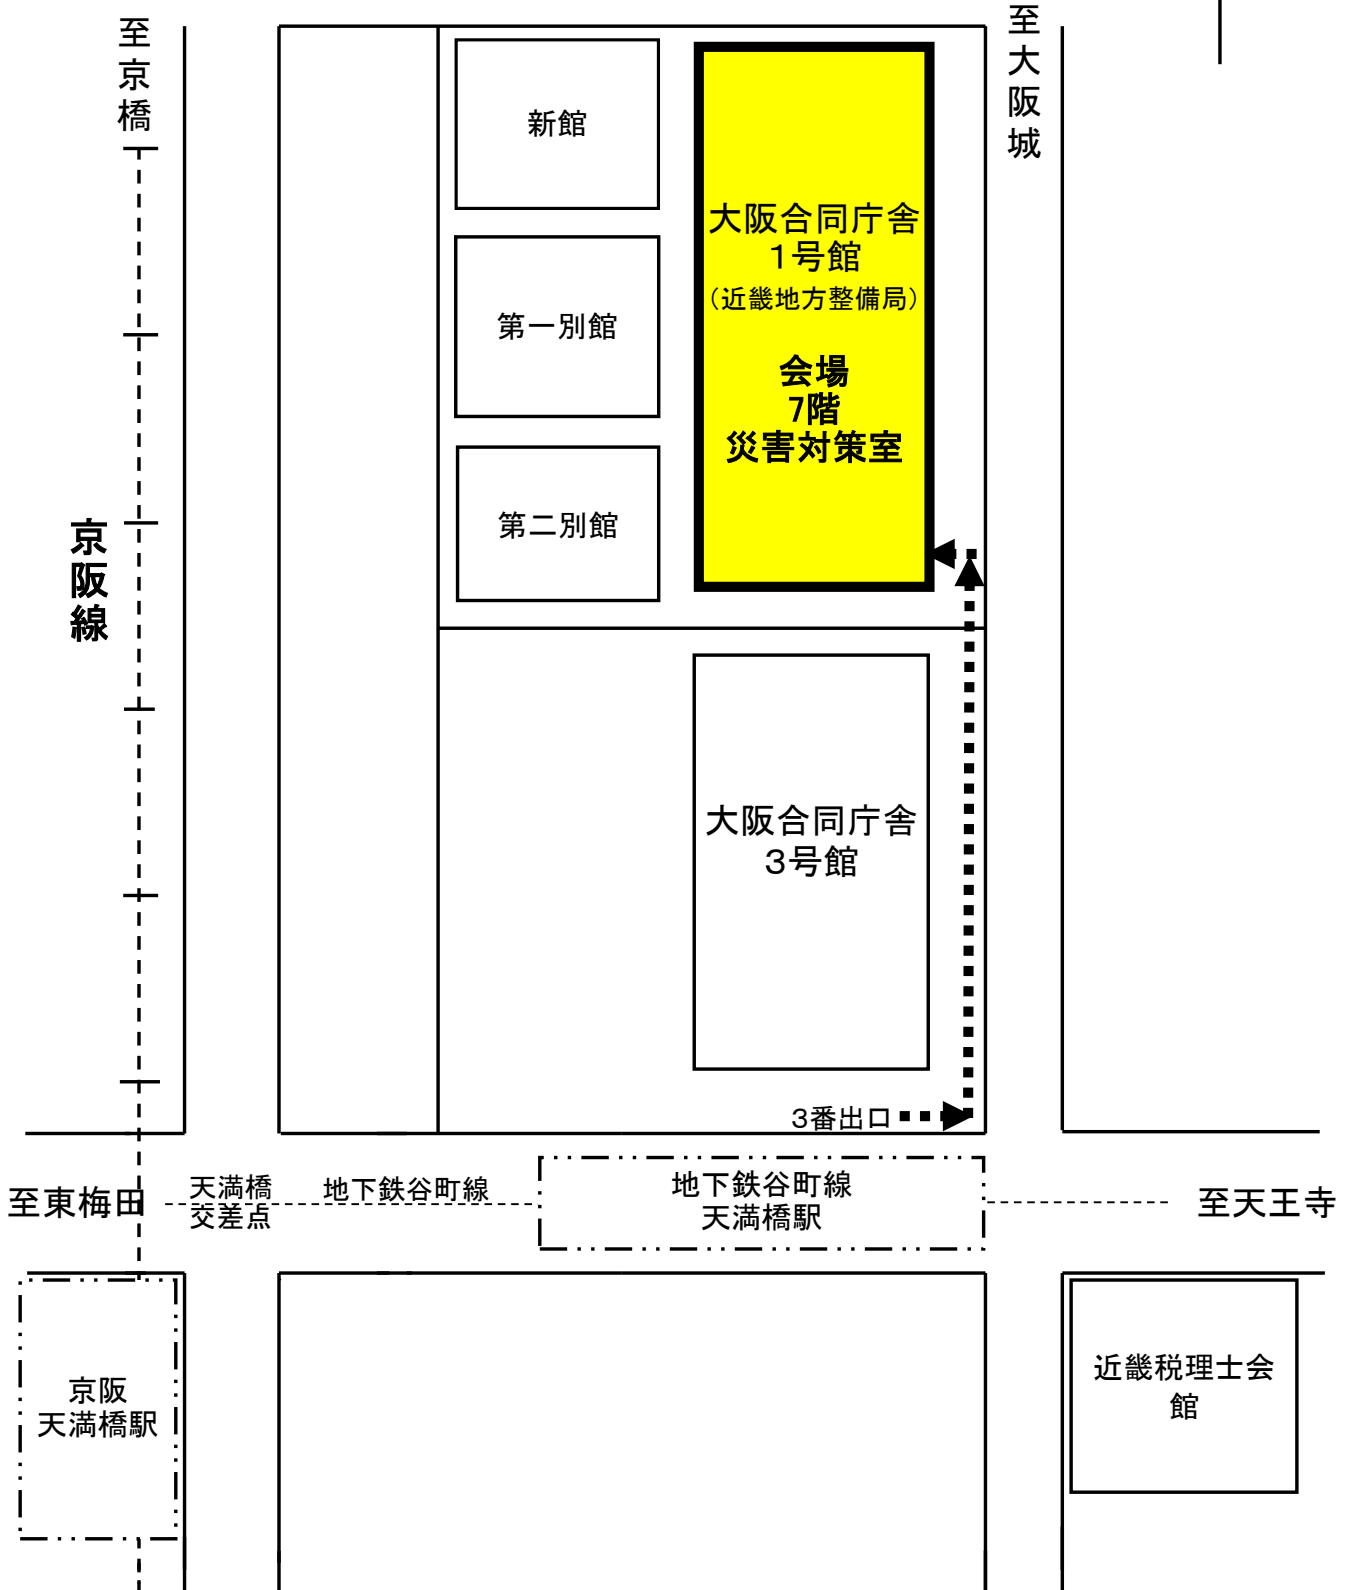 至京橋
至大阪城
新館
大阪合同庁舎
1号館
（近畿地方整備局）
会場
7階
災害対策室
第一別館
第二別館
京阪線
大阪合同庁舎
3号館
3番出口
至東梅田
天満橋
交差点
地下鉄谷町線
地下鉄谷町線
天満橋駅
至天王寺
京阪
天満橋駅
近畿税理士会
館